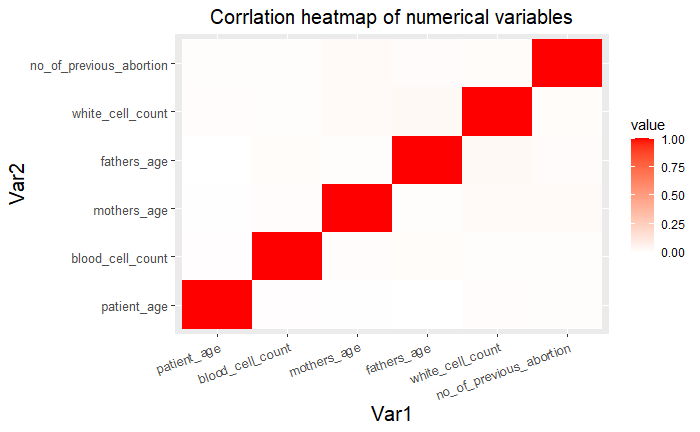 Corrlation heatmap of numerical variables
Var2
no_of_previous_abortion
white_cell_count
fathers_age
mothers_age
blood_cell_count
patient_age
patient_age
blood_cell_count
mothers_age
fathers_age
white_cell_count
no_of_previous_abortion
Var1
value
1.00
0.75
0.50
0.25
0.00